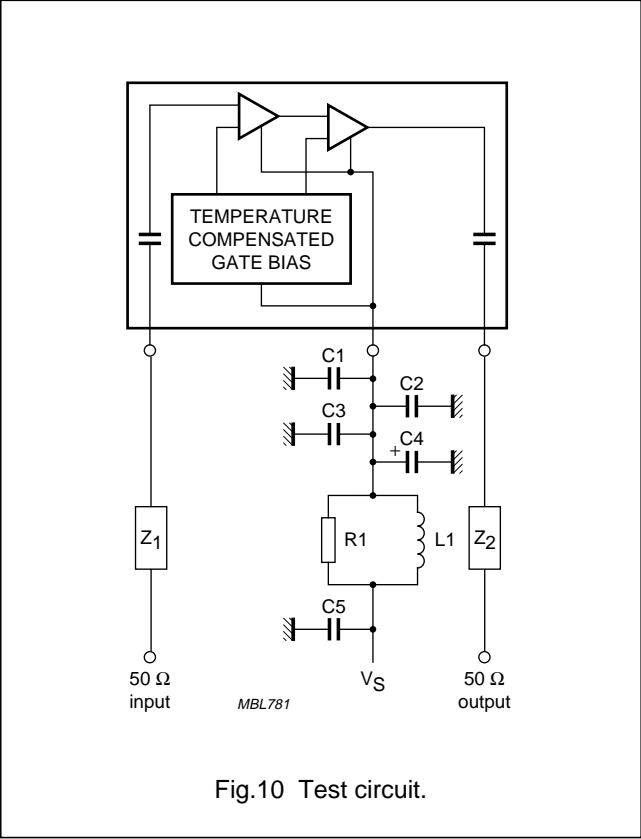 TEMPERATURE
COMPENSATED
GATE BIAS
C1
C2
C3
+
C4
R1
L1
Z1
Z2
C5
VS
50 Ω
input
MBL781
50 Ω
output
Fig.10 Test circuit.